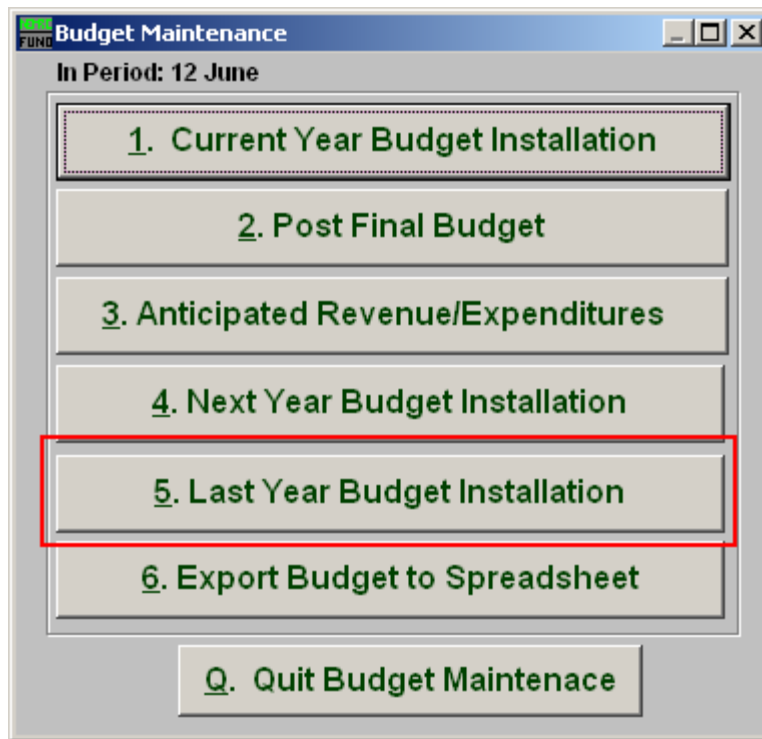 FUND Budget Maintenance
In Period: 12 June
1. Current Year Budget Installation
2. Post Final Budget
3. Anticipated Revenue/Expenditures
4. Next Year Budget Installation
5. Last Year Budget Installation
6. Export Budget to Spreadsheet
Q. Quit Budget Maintenace